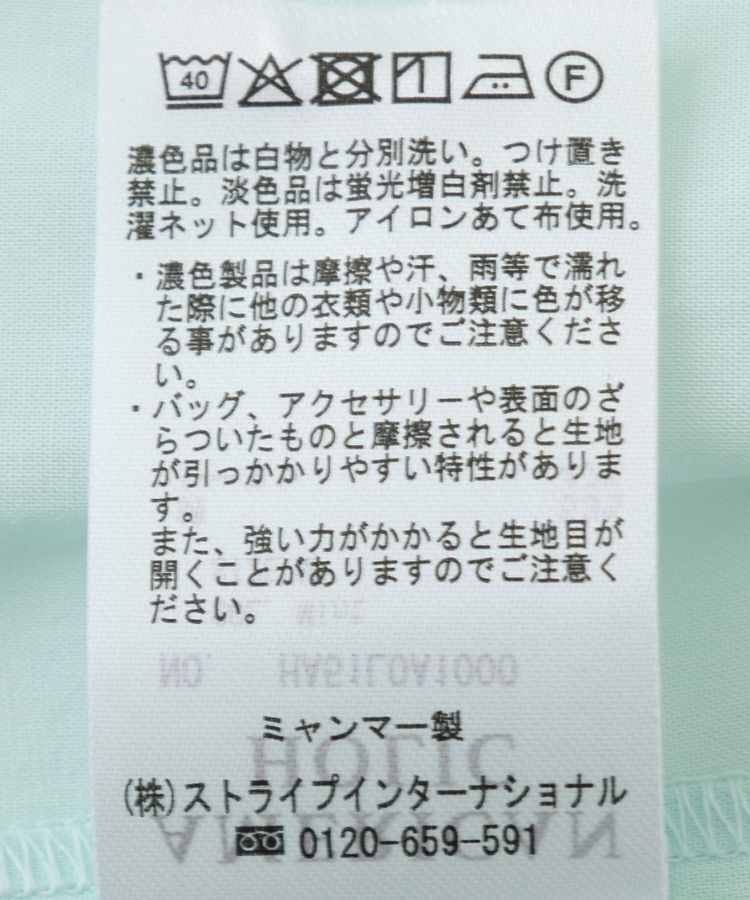 40 F
濃色品は白物と分別洗い。つけ置き
禁止。淡色品は蛍光増白剤禁止。洗
濯ネット使用。アイロンあて布使用。
・濃色製品は摩擦や汗、雨等で濡れ
た際に他の衣類や小物類に色が移
る事がありますのでご注意くださ
い。
・バッグ、アクセサリーや表面のざ
らついたものと摩擦されると生地
が引っかかりやすい特性がありま
す。
また、強い力がかかると生地目が
開くことがありますのでご注意く
ださい。
Mint
NO. HA51L0A1000
ミャンマー製
HOLIC
(株)ストライプインターナショナル
AMERICAN
0120-659-591